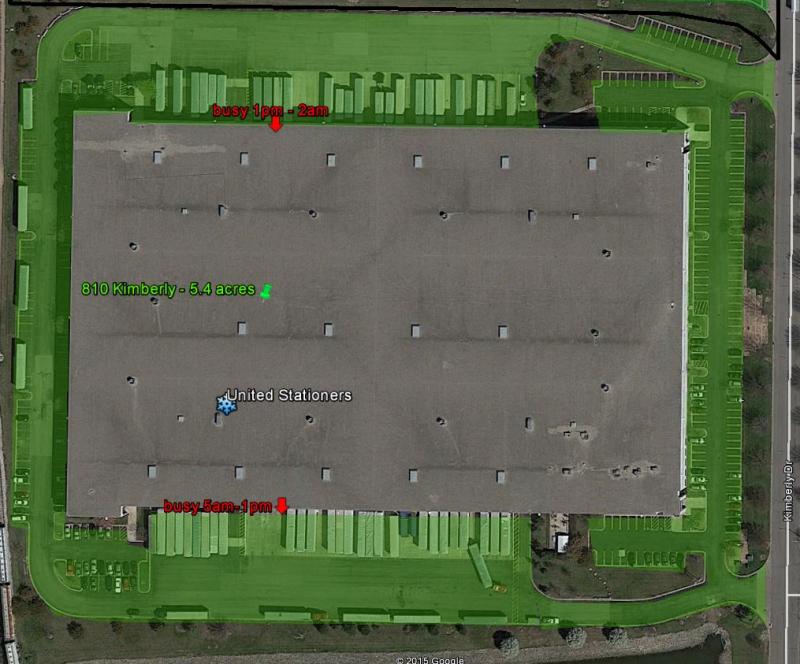 busy 1pm - 2am
810 Kimberly - 5.4 acres
United Stationers
busy 5am-1pm
Kimberly Dr
© 2015 Google